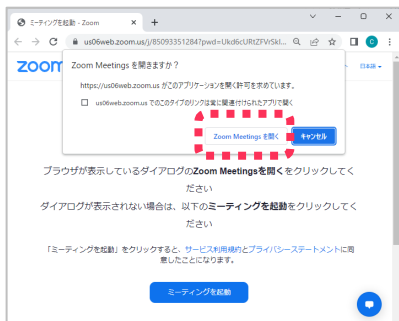 ミーティングを起動 - Zoom
us06web.zoom.us/j/85093351284?pwd=Ukd6cURtZFVrSkl...
zoom
日本語
Zoom Meetings を開きますか？
https://us06web.zoom.us がこのアプリケーションを開く許可を求めています。
us06web.zoom.us でのこのタイプのリンクは常に関連付けられたアプリで開く
Zoom Meetings を開く キャンセル
ブラウザが表示しているダイアログのZoom Meetingsを開くをクリックしてく
ださい
ダイアログが表示されない場合は、以下のミーティングを起動をクリックしてく
ださい
「ミーティングを起動」をクリックすると、サービス利用規約とプライバシーステートメントに同
意したことになります。
ミーティングを起動